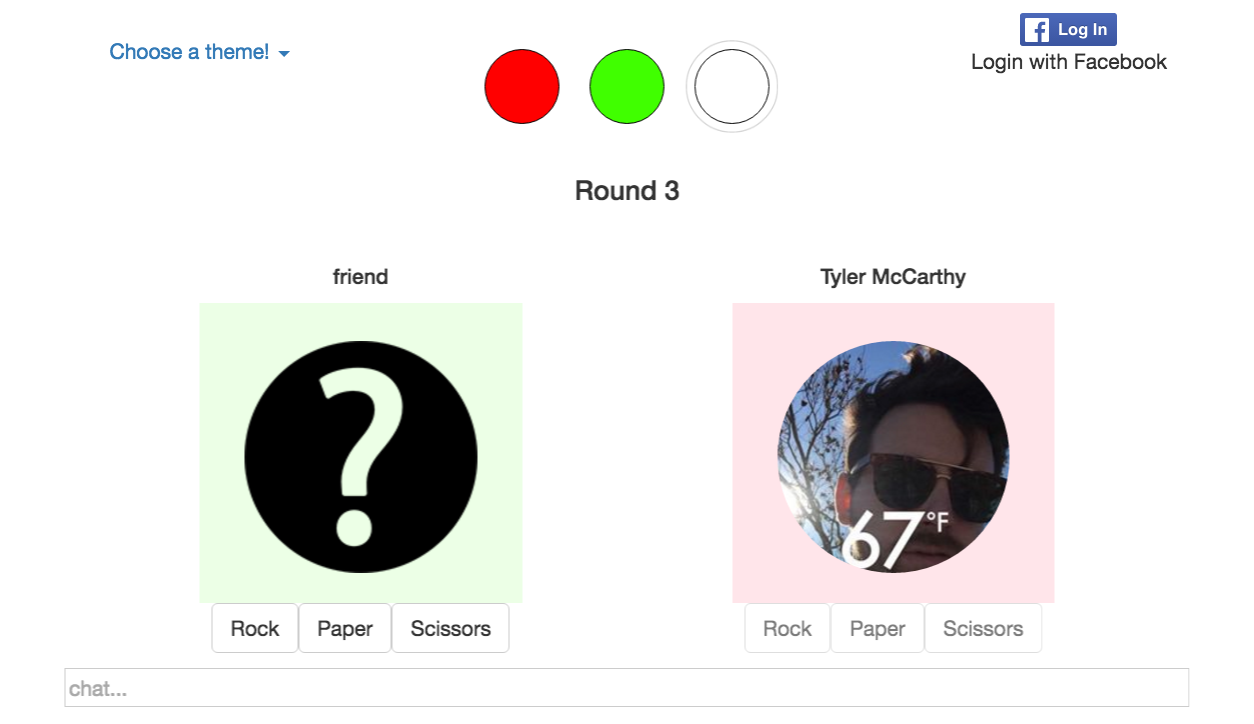 Choose a theme!
Log In
Login with Facebook
Round 3
friend
Tyler McCarthy
?
67°F
Rock Paper Scissors
Rock Paper Scissors
chat...